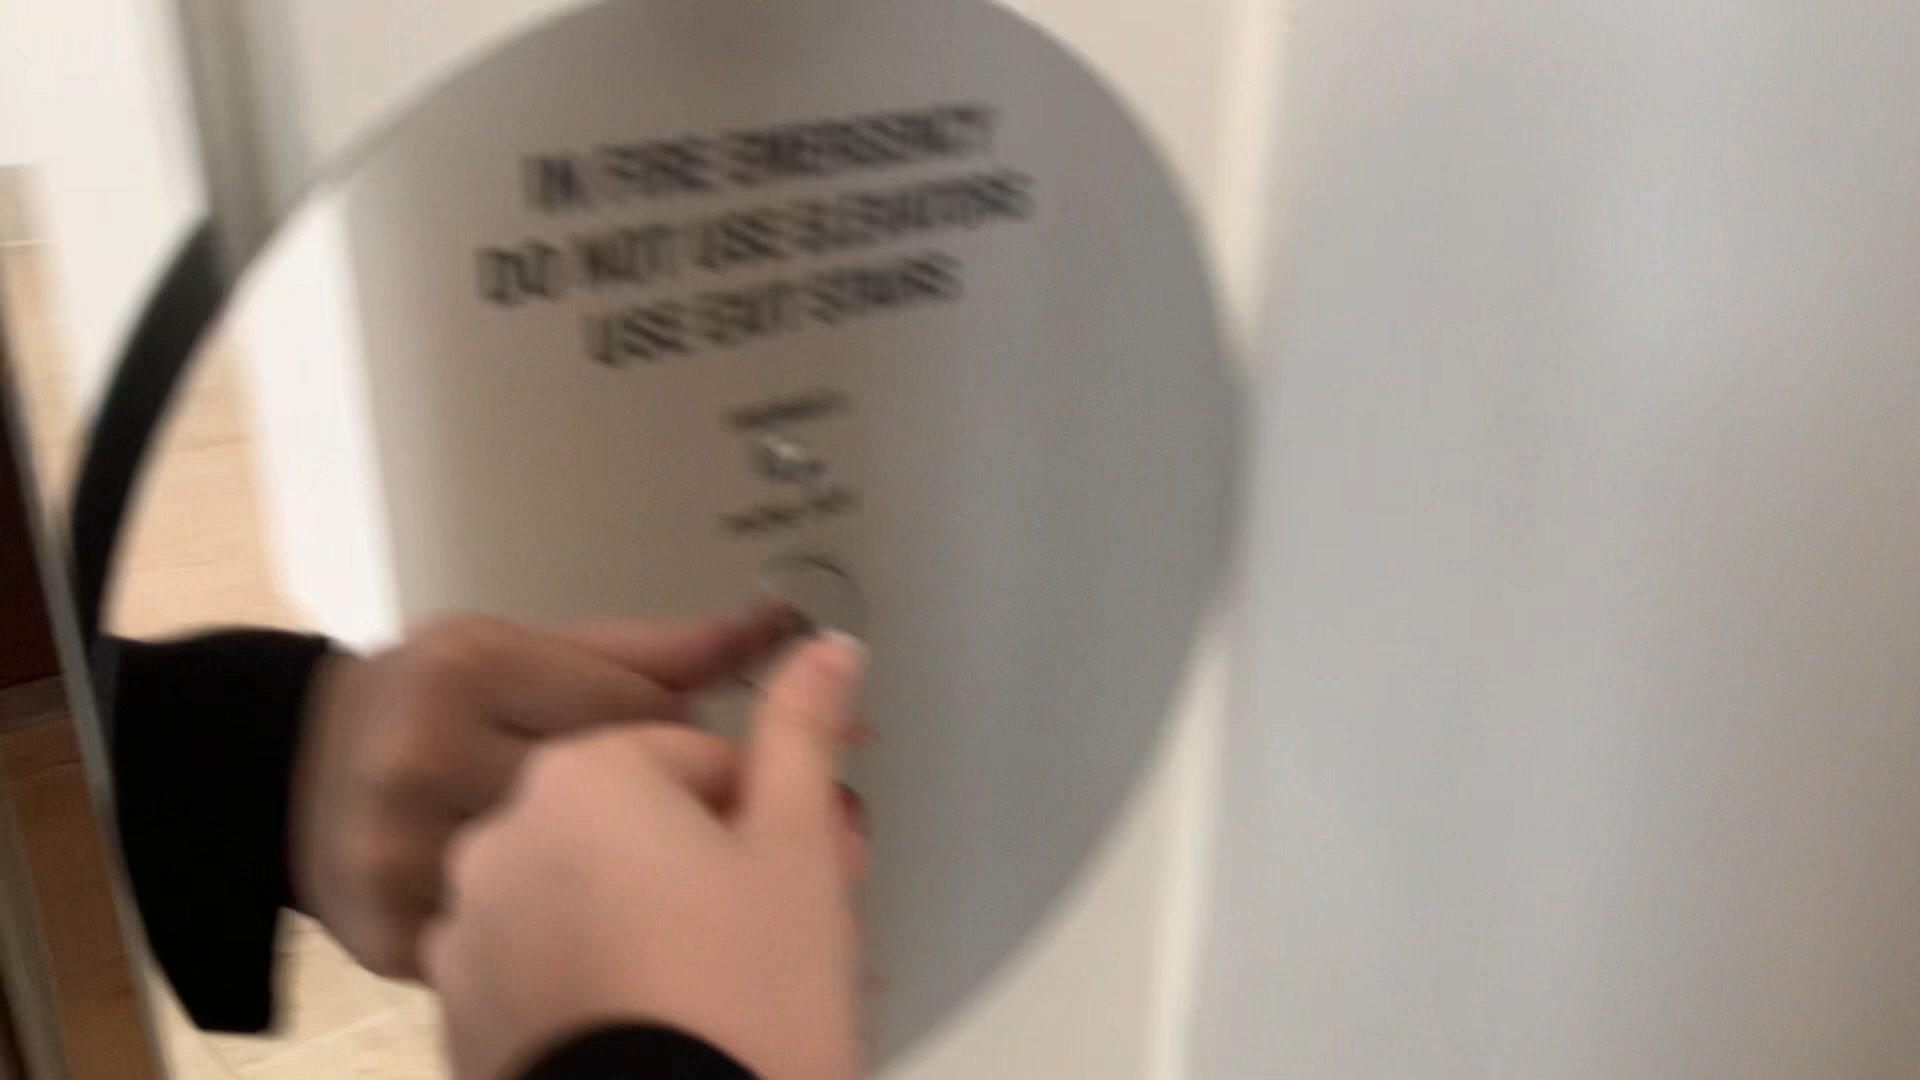 IN FIRE EMERGENCY
DO NOT USE ELEVATORS
USE EXIT STAIRS